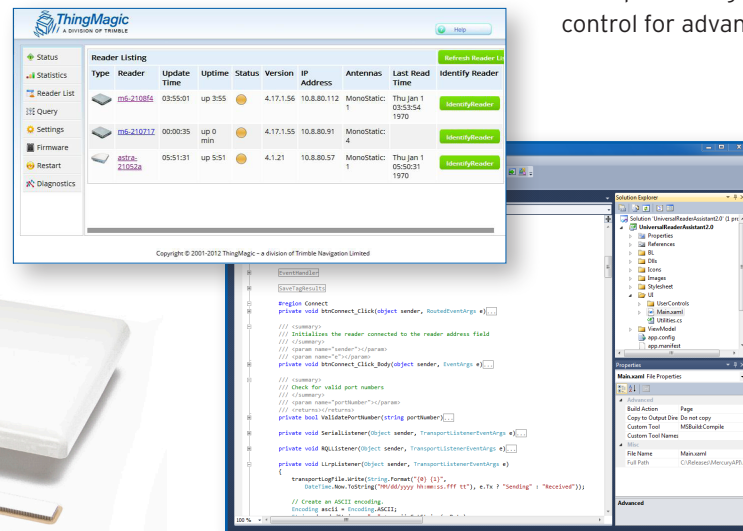 control for advan
ThingMagic
A DIVISION OF TRIMBLE
Help
Status
Statistics
Reader List
Query
Settings
Firmware
Restart
Diagnostics
Reader Listing
Refresh Reader Li
Type Reader Update Time Uptime Status Version IP Address Antennas Last Read Time Identify Reader
m6-2108f4 03:55:01 up 3:55 4.17.1.56 10.8.80.112 MonoStatic: 1 Thu Jan 1 03:53:54 1970 IdentifyReader
m6-210717 00:00:35 up 0 min 4.17.1.55 10.8.80.91 MonoStatic: 4 IdentifyReader
astra-21052a 05:51:31 up 5:51 4.1.21 10.8.80.57 MonoStatic: 1 Thu Jan 1 05:50:31 1970 IdentifyReader
Copyright © 2001-2012 ThingMagic – a division of Trimble Navigation Limited
EventHandler
SaveTagResults
#region Connect
private void btnConnect_Click(object sender, RoutedEventArgs e)...
/// <summary>
/// Initializes the reader connected to the reader address field
/// </summary>
/// <param name="sender"></param>
/// <param name="e"></param>
private void btnConnect_Click_Body(object sender, EventArgs e)...
/// <summary>
/// Check for valid port numbers
/// </summary>
/// <param name="portNumber"></param>
/// <returns></returns>
private bool ValidatePortNumber(string portNumber)...
private void SerialListener(Object sender, TransportListenerEventArgs e)...
private void RQLListener(Object sender, TransportListenerEventArgs e)...
private void LLrpListener(Object sender, TransportListenerEventArgs e)
{
transportLogFile.Write(String.Format("{0} {1}",
DateTime.Now.ToString("MM/dd/yyyy hh:mm:ss.fff tt"), e.Tx ? "Sending" : "Received"));
// Create an ASCII encoding.
Encoding ascii = Encoding.ASCII;
100 %
Solution Explorer
Solution 'UniversalReaderAssistant2.0' (1 proj
UniversalReaderAssistant2.0
Properties
References
BL
Dlls
Icons
Images
Stylesheet
UI
UserControls
Main.xaml
Utilities.cs
ViewModel
app.config
app.manifest
Properties
Main.xaml File Properties
Advanced
Build Action Page
Copy to Output Dire Do not copy
Custom Tool MSBuild:Compile
Custom Tool Names
Misc
File Name Main.xaml
Full Path C:\Releases\MercuryAPI\
Advanced